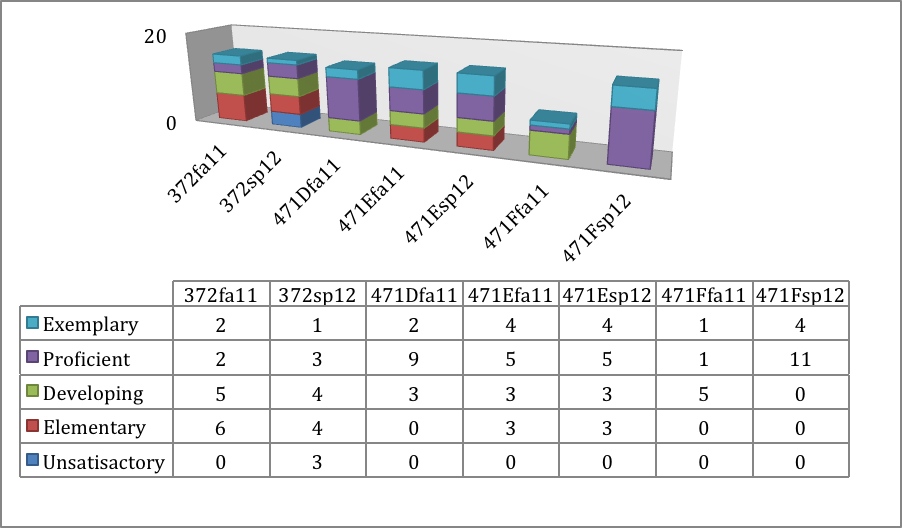 20
0
372fa11
372sp12
471Dfa11
471Efa11
471Esp12
471Ffa11
471Fsp12
372fa11 372sp12 471Dfa11 471Efa11 471Esp12 471Ffa11 471Fsp12
Exemplary 2 1 2 4 4 1 4
Proficient 2 3 9 5 5 1 11
Developing 5 4 3 3 3 5 0
Elementary 6 4 0 3 3 0 0
Unsatisactory 0 3 0 0 0 0 0